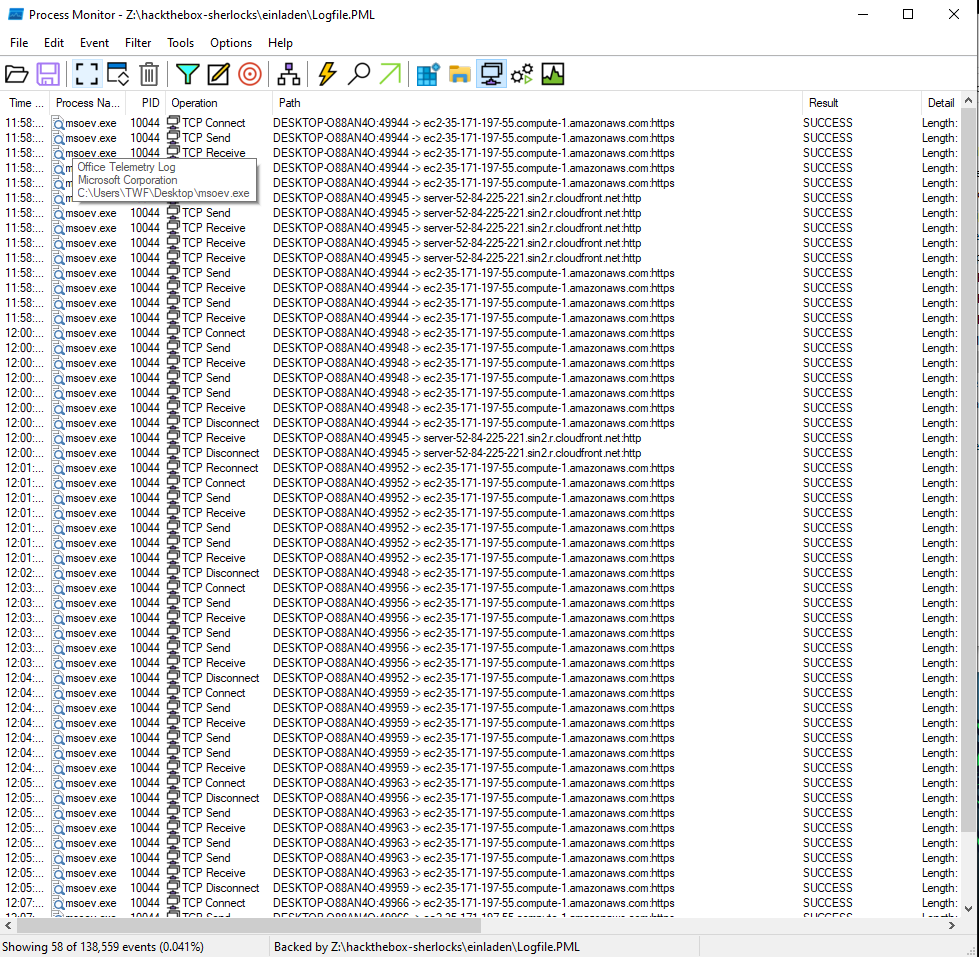 Process Monitor - Z:\hackthebox-sherlocks\einladen\Logfile.PML
File Edit Event Filter Tools Options Help
Time ... Process Na... PID Operation Path Result Detail
11:58:... msoev.exe 10044 TCP Connect DESKTOP-O88AN4O:49944 -> ec2-35-171-197-55.compute-1.amazonaws.com:https SUCCESS Length:
11:58:... msoev.exe 10044 TCP Send DESKTOP-O88AN4O:49944 -> ec2-35-171-197-55.compute-1.amazonaws.com:https SUCCESS Length:
11:58:... msoev.exe 10044 TCP Receive DESKTOP-O88AN4O:49944 -> ec2-35-171-197-55.compute-1.amazonaws.com:https SUCCESS Length:
11:58:... DESKTOP-O88AN4O:49944 -> ec2-35-171-197-55.compute-1.amazonaws.com:https SUCCESS Length:
11:58:... DESKTOP-O88AN4O:49944 -> ec2-35-171-197-55.compute-1.amazonaws.com:https SUCCESS Length:
11:58:... DESKTOP-O88AN4O:49945 -> server-52-84-225-221.sin2.r.cloudfront.net:http SUCCESS Length:
Office Telemetry Log
Microsoft Corporation
C:\Users\TWF\Desktop\msoev.exe
11:58:... msoev.exe 10044 TCP Send DESKTOP-O88AN4O:49945 -> server-52-84-225-221.sin2.r.cloudfront.net:http SUCCESS Length:
11:58:... msoev.exe 10044 TCP Receive DESKTOP-O88AN4O:49945 -> server-52-84-225-221.sin2.r.cloudfront.net:http SUCCESS Length:
11:58:... msoev.exe 10044 TCP Receive DESKTOP-O88AN4O:49945 -> server-52-84-225-221.sin2.r.cloudfront.net:http SUCCESS Length:
11:58:... msoev.exe 10044 TCP Receive DESKTOP-O88AN4O:49945 -> server-52-84-225-221.sin2.r.cloudfront.net:http SUCCESS Length:
11:58:... msoev.exe 10044 TCP Send DESKTOP-O88AN4O:49944 -> ec2-35-171-197-55.compute-1.amazonaws.com:https SUCCESS Length:
11:58:... msoev.exe 10044 TCP Receive DESKTOP-O88AN4O:49944 -> ec2-35-171-197-55.compute-1.amazonaws.com:https SUCCESS Length:
11:58:... msoev.exe 10044 TCP Send DESKTOP-O88AN4O:49944 -> ec2-35-171-197-55.compute-1.amazonaws.com:https SUCCESS Length:
11:58:... msoev.exe 10044 TCP Receive DESKTOP-O88AN4O:49944 -> ec2-35-171-197-55.compute-1.amazonaws.com:https SUCCESS Length:
12:00:... msoev.exe 10044 TCP Connect DESKTOP-O88AN4O:49948 -> ec2-35-171-197-55.compute-1.amazonaws.com:https SUCCESS Length:
12:00:... msoev.exe 10044 TCP Send DESKTOP-O88AN4O:49948 -> ec2-35-171-197-55.compute-1.amazonaws.com:https SUCCESS Length:
12:00:... msoev.exe 10044 TCP Receive DESKTOP-O88AN4O:49948 -> ec2-35-171-197-55.compute-1.amazonaws.com:https SUCCESS Length:
12:00:... msoev.exe 10044 TCP Send DESKTOP-O88AN4O:49948 -> ec2-35-171-197-55.compute-1.amazonaws.com:https SUCCESS Length:
12:00:... msoev.exe 10044 TCP Send DESKTOP-O88AN4O:49948 -> ec2-35-171-197-55.compute-1.amazonaws.com:https SUCCESS Length:
12:00:... msoev.exe 10044 TCP Receive DESKTOP-O88AN4O:49948 -> ec2-35-171-197-55.compute-1.amazonaws.com:https SUCCESS Length:
12:00:... msoev.exe 10044 TCP Disconnect DESKTOP-O88AN4O:49948 -> ec2-35-171-197-55.compute-1.amazonaws.com:https SUCCESS Length:
12:00:... msoev.exe 10044 TCP Receive DESKTOP-O88AN4O:49945 -> server-52-84-225-221.sin2.r.cloudfront.net:http SUCCESS Length:
12:00:... msoev.exe 10044 TCP Disconnect DESKTOP-O88AN4O:49945 -> server-52-84-225-221.sin2.r.cloudfront.net:http SUCCESS Length:
12:01:... msoev.exe 10044 TCP Reconnect DESKTOP-O88AN4O:49952 -> ec2-35-171-197-55.compute-1.amazonaws.com:https SUCCESS Length:
12:01:... msoev.exe 10044 TCP Connect DESKTOP-O88AN4O:49952 -> ec2-35-171-197-55.compute-1.amazonaws.com:https SUCCESS Length:
12:01:... msoev.exe 10044 TCP Send DESKTOP-O88AN4O:49952 -> ec2-35-171-197-55.compute-1.amazonaws.com:https SUCCESS Length:
12:01:... msoev.exe 10044 TCP Receive DESKTOP-O88AN4O:49952 -> ec2-35-171-197-55.compute-1.amazonaws.com:https SUCCESS Length:
12:01:... msoev.exe 10044 TCP Send DESKTOP-O88AN4O:49952 -> ec2-35-171-197-55.compute-1.amazonaws.com:https SUCCESS Length:
12:01:... msoev.exe 10044 TCP Send DESKTOP-O88AN4O:49952 -> ec2-35-171-197-55.compute-1.amazonaws.com:https SUCCESS Length:
12:01:... msoev.exe 10044 TCP Receive DESKTOP-O88AN4O:49952 -> ec2-35-171-197-55.compute-1.amazonaws.com:https SUCCESS Length:
12:02:... msoev.exe 10044 TCP Disconnect DESKTOP-O88AN4O:49948 -> ec2-35-171-197-55.compute-1.amazonaws.com:https SUCCESS Length:
12:03:... msoev.exe 10044 TCP Connect DESKTOP-O88AN4O:49956 -> ec2-35-171-197-55.compute-1.amazonaws.com:https SUCCESS Length:
12:03:... msoev.exe 10044 TCP Send DESKTOP-O88AN4O:49956 -> ec2-35-171-197-55.compute-1.amazonaws.com:https SUCCESS Length:
12:03:... msoev.exe 10044 TCP Receive DESKTOP-O88AN4O:49956 -> ec2-35-171-197-55.compute-1.amazonaws.com:https SUCCESS Length:
12:03:... msoev.exe 10044 TCP Send DESKTOP-O88AN4O:49956 -> ec2-35-171-197-55.compute-1.amazonaws.com:https SUCCESS Length:
12:03:... msoev.exe 10044 TCP Send DESKTOP-O88AN4O:49956 -> ec2-35-171-197-55.compute-1.amazonaws.com:https SUCCESS Length:
12:03:... msoev.exe 10044 TCP Receive DESKTOP-O88AN4O:49956 -> ec2-35-171-197-55.compute-1.amazonaws.com:https SUCCESS Length:
12:04:... msoev.exe 10044 TCP Disconnect DESKTOP-O88AN4O:49952 -> ec2-35-171-197-55.compute-1.amazonaws.com:https SUCCESS Length:
12:04:... msoev.exe 10044 TCP Connect DESKTOP-O88AN4O:49959 -> ec2-35-171-197-55.compute-1.amazonaws.com:https SUCCESS Length:
12:04:... msoev.exe 10044 TCP Send DESKTOP-O88AN4O:49959 -> ec2-35-171-197-55.compute-1.amazonaws.com:https SUCCESS Length:
12:04:... msoev.exe 10044 TCP Receive DESKTOP-O88AN4O:49959 -> ec2-35-171-197-55.compute-1.amazonaws.com:https SUCCESS Length:
12:04:... msoev.exe 10044 TCP Send DESKTOP-O88AN4O:49959 -> ec2-35-171-197-55.compute-1.amazonaws.com:https SUCCESS Length:
12:04:... msoev.exe 10044 TCP Send DESKTOP-O88AN4O:49959 -> ec2-35-171-197-55.compute-1.amazonaws.com:https SUCCESS Length:
12:04:... msoev.exe 10044 TCP Receive DESKTOP-O88AN4O:49959 -> ec2-35-171-197-55.compute-1.amazonaws.com:https SUCCESS Length:
12:05:... msoev.exe 10044 TCP Connect DESKTOP-O88AN4O:49963 -> ec2-35-171-197-55.compute-1.amazonaws.com:https SUCCESS Length:
12:05:... msoev.exe 10044 TCP Disconnect DESKTOP-O88AN4O:49956 -> ec2-35-171-197-55.compute-1.amazonaws.com:https SUCCESS Length:
12:05:... msoev.exe 10044 TCP Send DESKTOP-O88AN4O:49963 -> ec2-35-171-197-55.compute-1.amazonaws.com:https SUCCESS Length:
12:05:... msoev.exe 10044 TCP Receive DESKTOP-O88AN4O:49963 -> ec2-35-171-197-55.compute-1.amazonaws.com:https SUCCESS Length:
12:05:... msoev.exe 10044 TCP Send DESKTOP-O88AN4O:49963 -> ec2-35-171-197-55.compute-1.amazonaws.com:https SUCCESS Length:
12:05:... msoev.exe 10044 TCP Send DESKTOP-O88AN4O:49963 -> ec2-35-171-197-55.compute-1.amazonaws.com:https SUCCESS Length:
12:05:... msoev.exe 10044 TCP Receive DESKTOP-O88AN4O:49963 -> ec2-35-171-197-55.compute-1.amazonaws.com:https SUCCESS Length:
12:05:... msoev.exe 10044 TCP Disconnect DESKTOP-O88AN4O:49959 -> ec2-35-171-197-55.compute-1.amazonaws.com:https SUCCESS Length:
12:07:... msoev.exe 10044 TCP Connect DESKTOP-O88AN4O:49966 -> ec2-35-171-197-55.compute-1.amazonaws.com:https SUCCESS Length:
Showing 58 of 138,559 events (0.041%) Backed by Z:\hackthebox-sherlocks\einladen\Logfile.PML